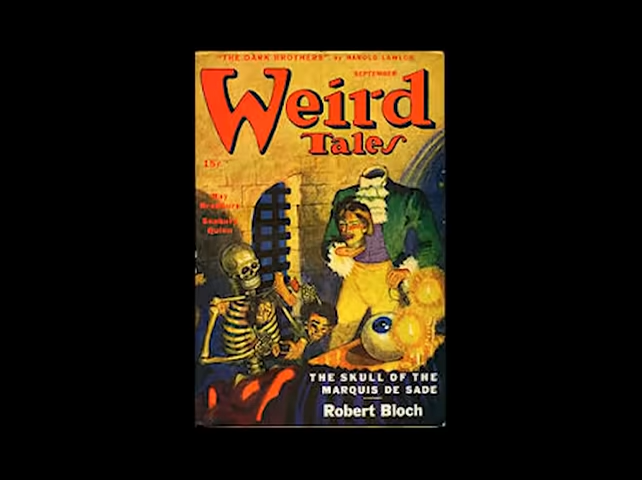 "THE DARK BROTHERS" by HAROLD LAWLOR
SEPTEMBER
Weird
Tales
15¢
Ray
Bradbury
Seabury
Quinn
THE SKULL OF THE
MARQUIS DE SADE
Robert Bloch